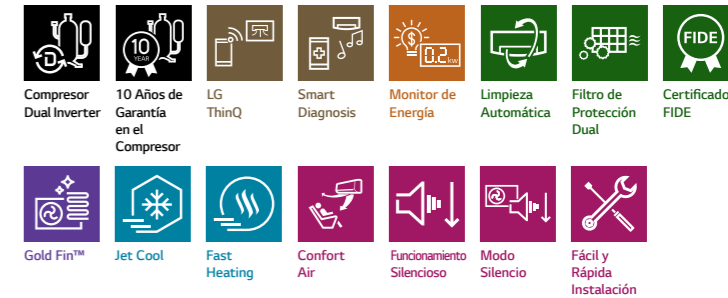 D
10
YEAR
0.2kw
FIDE
Compresor
Dual Inverter
10 Años de
Garantía
en el
Compresor
LG
ThinQ
Smart
Diagnosis
Monitor de
Energía
Limpieza
Automática
Filtro de
Protección
Dual
Certificado
FIDE
Gold Fin™
Jet Cool
Fast
Heating
Confort
Air
Funcionamiento
Silencioso
Modo
Silencio
Fácil y
Rápida
Instalación